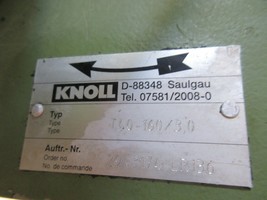 KNOLL
D-88348 Saulgau
Tel. 07581/2008-0
Typ
Type
Type
Auftr.-Nr.
Order no
No. de commande